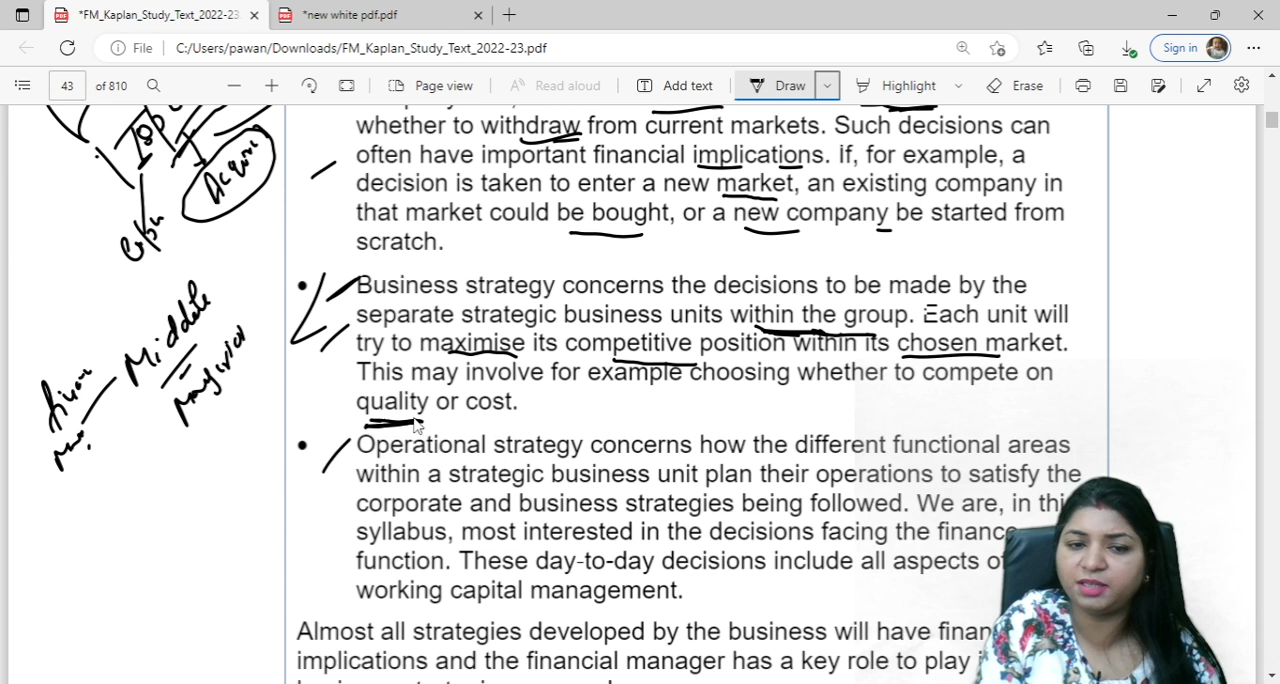 *FM_Kaplan_Study_Text_2022-23
*new white pdf.pdf
File C:/Users/pawan/Downloads/FM_Kaplan_Study_Text_2022-23.pdf
Sign in
43 of 810
Page view
Read aloud
Add text
Draw
Highlight
Erase
whether to withdraw from current markets. Such decisions can
often have important financial implications. If, for example, a
decision is taken to enter a new market, an existing company in
that market could be bought, or a new company be started from
scratch.
• Business strategy concerns the decisions to be made by the
separate strategic business units within the group. Each unit will
try to maximise its competitive position within its chosen market.
This may involve for example choosing whether to compete on
quality or cost.
• Operational strategy concerns how the different functional areas
within a strategic business unit plan their operations to satisfy the
corporate and business strategies being followed. We are, in thi
syllabus, most interested in the decisions facing the finance
function. These day-to-day decisions include all aspects o
working capital management.
Almost all strategies developed by the business will have finan
implications and the financial manager has a key role to play i
Middle